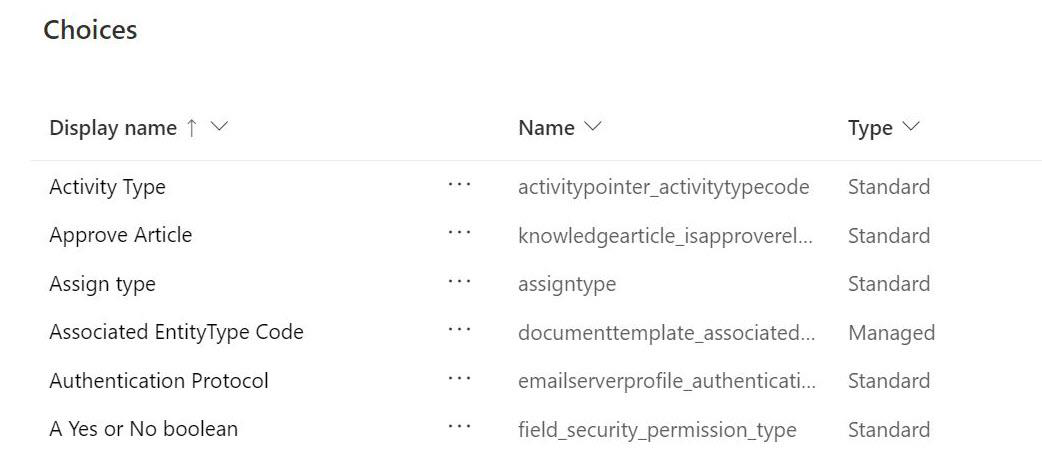 Choices
Display name ↑ Name Type
Activity Type ... activitypointer_activitytypecode Standard
Approve Article ... knowledgearticle_isapproverel... Standard
Assign type ... assigntype Standard
Associated EntityType Code ... documenttemplate_associated... Managed
Authentication Protocol ... emailserverprofile_authenticati... Standard
A Yes or No boolean ... field_security_permission_type Standard